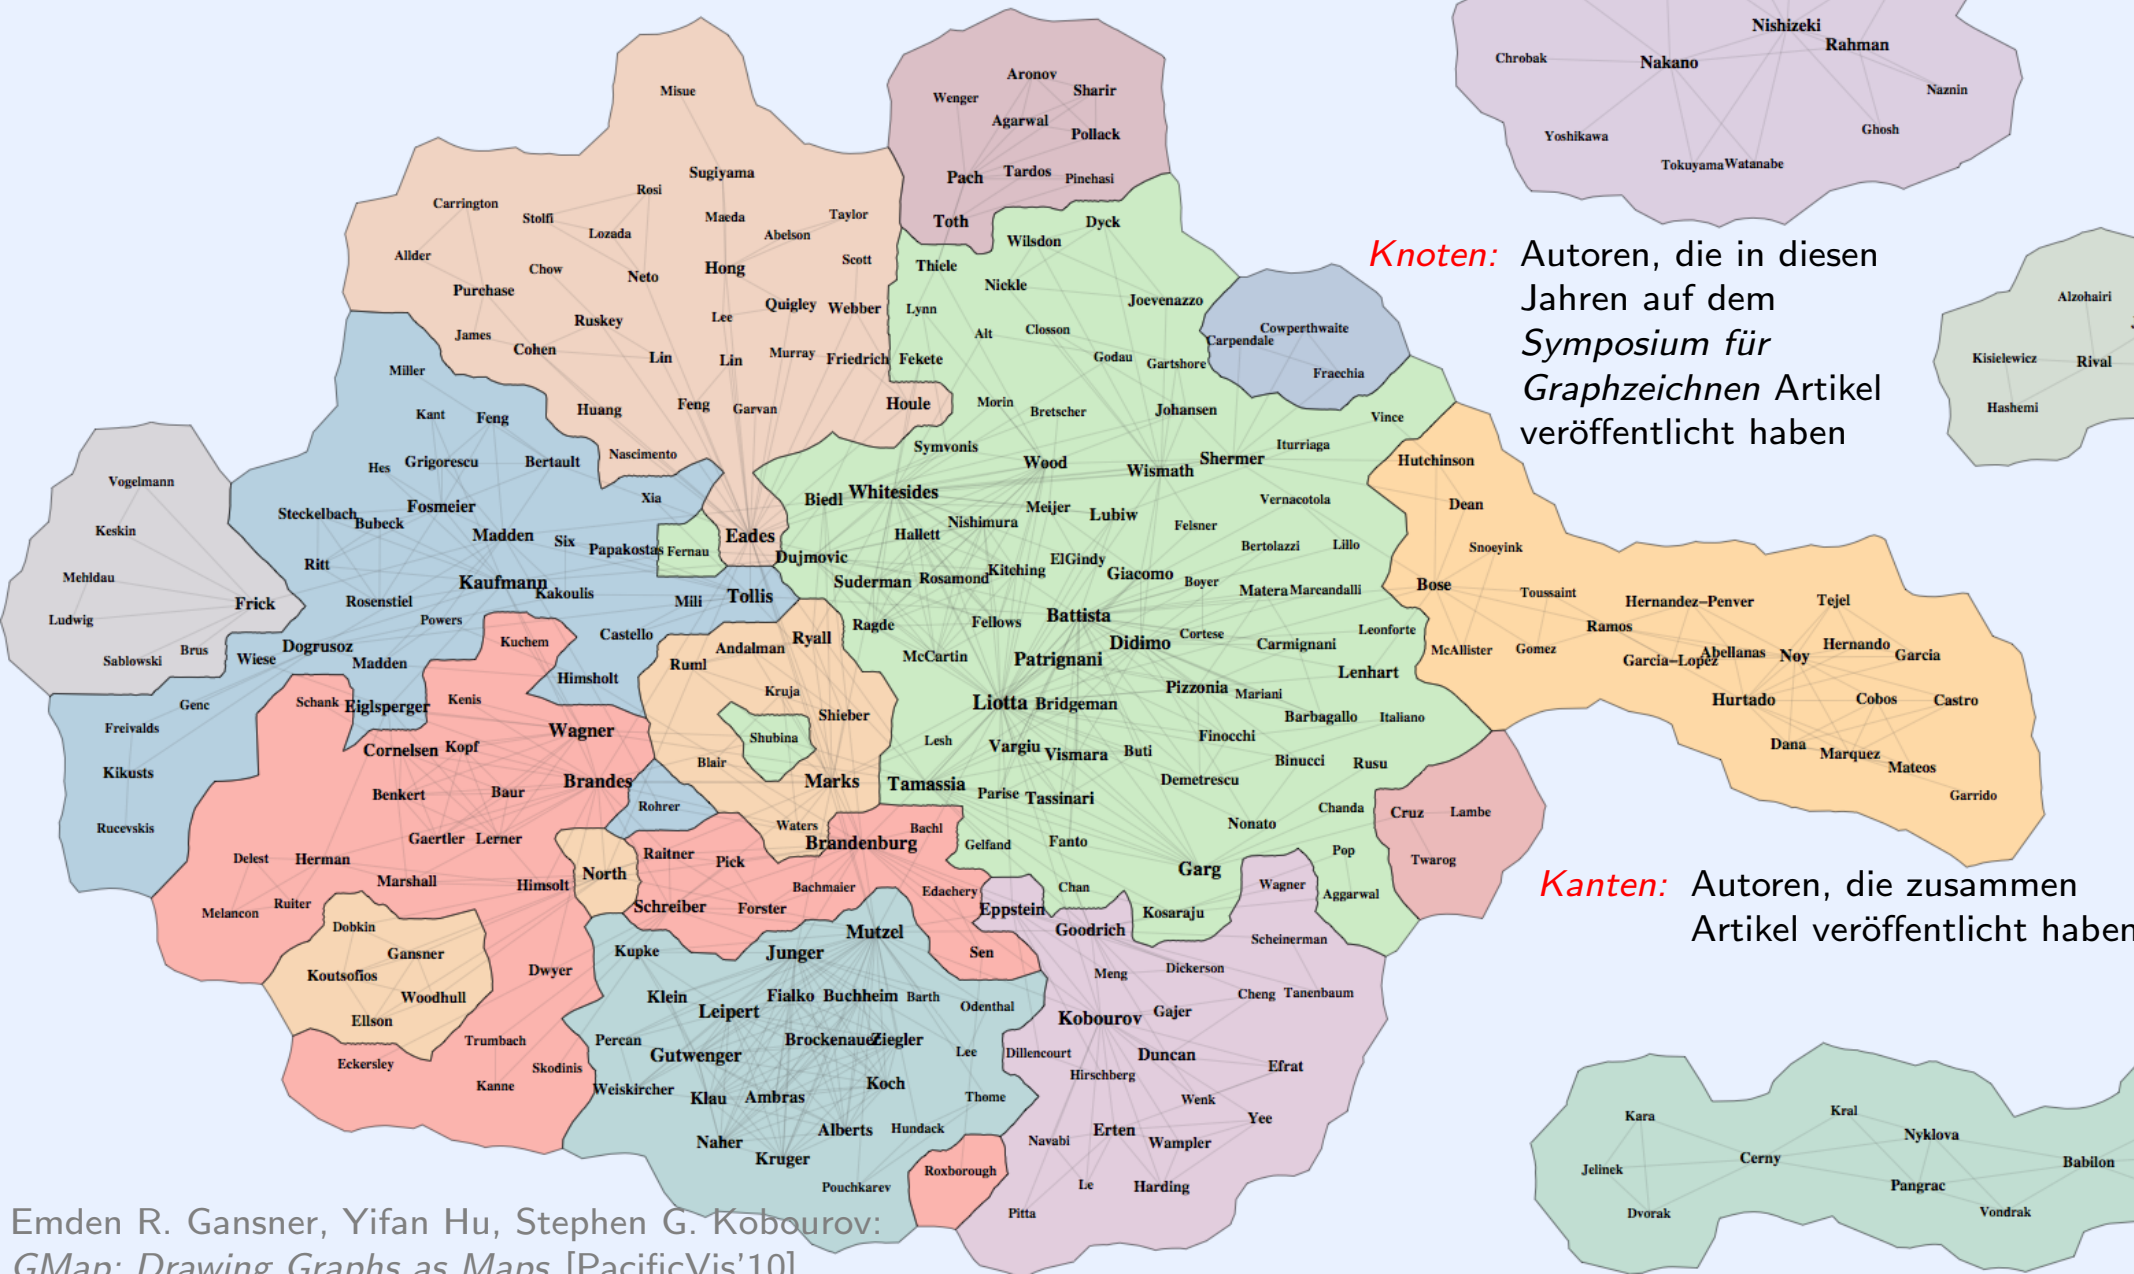 Nishizeki
Rahman
Chrobak
Nakano
Naznin
Yoshikawa
Ghosh
Tokuyama Watanabe
Misue
Aronov
Wenger
Sharir
Agarwal
Pollack
Pach
Tardos
Pinchasi
Toth
Sugiyama
Rosi
Carrington
Stolfi
Maeda
Taylor
Lozada
Abelson
Allder
Chow
Neto
Hong
Scott
Purchase
Quigley
Webber
Ruskey
Lee
James
Cohen
Lin
Lin
Murray
Friedrich
Huang
Feng
Garvan
Houle
Nascimento
Eades
Dyck
Wilsdon
Thiele
Nickle
Joevenazzo
Lynn
Alt
Closson
Fekete
Godau
Gartshore
Cowperthwaite
Carpendale
Fracchia
Morin
Bretscher
Johansen
Vince
Symvonis
Wood
Wismath
Shermer
Iturriaga
Biedl
Whitesides
Meijer
Lubiw
Vernacotola
Nishimura
Hallett
Felsner
Dujmovic
ElGindy
Bertolazzi
Lillo
Suderman
Rosamond
Kitching
Giacomo
Boyer
Matera
Marcandalli
Ragde
Fellows
Battista
Didimo
Cortese
Carmignani
Leonforte
McCartin
Patrignani
Lenhart
Liotta
Bridgeman
Pizzonia
Mariani
Barbagallo
Italiano
Lesh
Vargiu
Vismara
Buti
Finocchi
Binucci
Rusu
Tamassia
Parise
Tassinari
Demetrescu
Chanda
Nonato
Gelfand
Fanto
Garg
Pop
Chan
Kosaraju
Aggarwal
Knoten: Autoren, die in diesen
Jahren auf dem
Symposium für
Graphzeichnen Artikel
veröffentlicht haben
Alzohairi
Kisielewicz
Rival
Hashemi
Hutchinson
Dean
Snoeyink
Bose
Toussaint
Hernandez-Penver
Tejel
Ramos
McAllister
Gomez
Garcia-Lopez
Abellanas
Noy
Hernando
Garcia
Hurtado
Cobos
Castro
Dana
Marquez
Mateos
Garrido
Cruz
Lambe
Twarog
Kanten: Autoren, die zusammen
Artikel veröffentlicht haben
Miller
Kant
Feng
Hes
Grigorescu
Bertault
Xia
Steckelbach
Bubeck
Fosmeier
Madden
Six
Papakostas
Fernau
Ritt
Kaufmann
Kakoulis
Mili
Tollis
Rosenstiel
Powers
Castello
Dogrusoz
Madden
Wiese
Himsholt
Genc
Eiglsperger
Freivalds
Kikusts
Rucevskis
Rohrer
Vogelmann
Keskin
Mehldau
Ludwig
Frick
Sablowski
Brus
Ryall
Andalman
Ruml
Kruja
Shieber
Shubina
Blair
Marks
Waters
Kuchem
Schank
Kenis
Wagner
Cornelsen
Kopf
Brandes
Benkert
Baur
Gaertler
Lerner
Delest
Herman
Marshall
Himsolt
Melancon
Ruiter
North
Raitner
Pick
Brandenburg
Bachl
Bachmaier
Edachery
Schreiber
Forster
Sen
Dwyer
Trumbach
Eckersley
Kanne
Skodinis
Dobkin
Gansner
Koutsofios
Woodhull
Ellson
Mutzel
Kupke
Junger
Klein
Leipert
Fialko
Buchheim
Barth
Odenthal
Percan
Gutwenger
Ziegler
Lee
Weiskircher
Klau
Ambras
Koch
Thome
Naher
Alberts
Hundack
Kruger
Pouchkarev
Roxborough
Eppstein
Goodrich
Wagner
Scheinerman
Meng
Dickerson
Cheng
Tanenbaum
Kobourov
Gajer
Dillencourt
Duncan
Hirschberg
Efrat
Wenk
Yee
Navabi
Erten
Wampler
Le
Harding
Pitta
Kara
Kral
Nyklova
Jelinek
Cerny
Babilon
Pangrac
Dvorak
Vondrak
Emden R. Gansner, Yifan Hu, Stephen G. Kobourov:
GMap: Drawing Graphs as Maps [PacificVis'10]